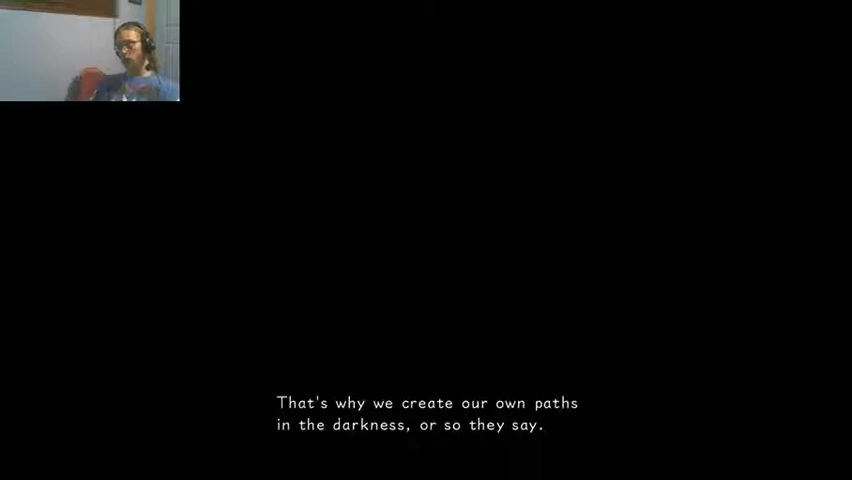 That's why we create our own paths
in the darkness, or so they say.